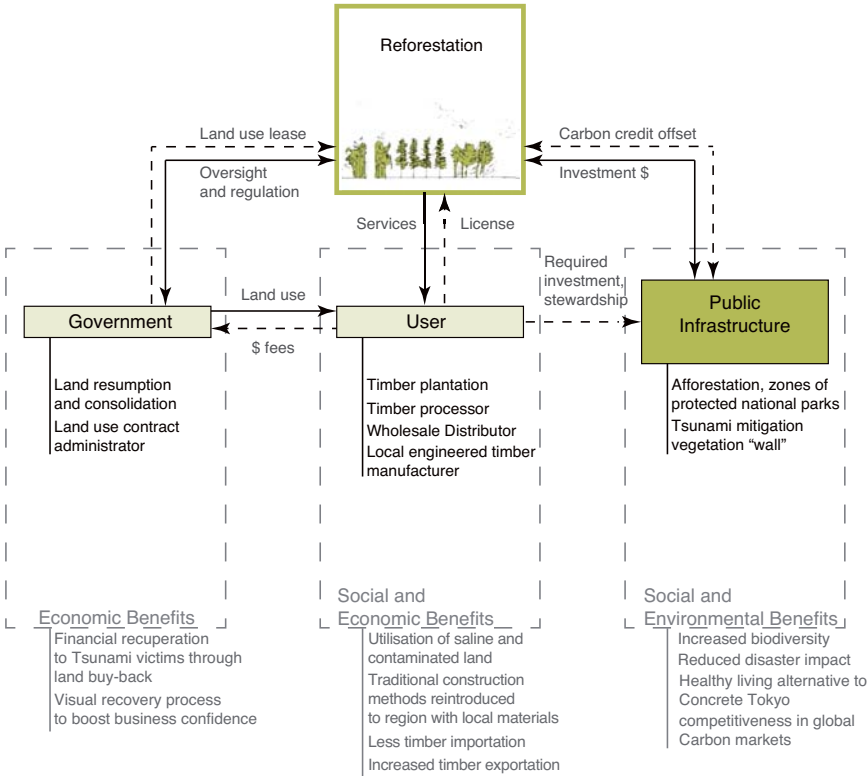 Reforestation
Land use lease
Oversight
and regulation
Carbon credit offset
Investment $
Services
License
Required
investment,
stewardship
Land use
$ fees
Government
User
Public
Infrastructure
Land resumption
and consolidation
Land use contract
administrator
Timber plantation
Timber processor
Wholesale Distributor
Local engineered timber
manufacturer
Afforestation, zones of
protected national parks
Tsunami mitigation
vegetation “wall”
Economic Benefits
Financial recuperation
to Tsunami victims through
land buy-back
Visual recovery process
to boost business confidence
Social and
Economic Benefits
Utilisation of saline and
contaminated land
Traditional construction
methods reintroduced
to region with local materials
Less timber importation
Increased timber exportation
Social and
Environmental Benefits
Increased biodiversity
Reduced disaster impact
Healthy living alternative to
Concrete Tokyo
competitiveness in global
Carbon markets